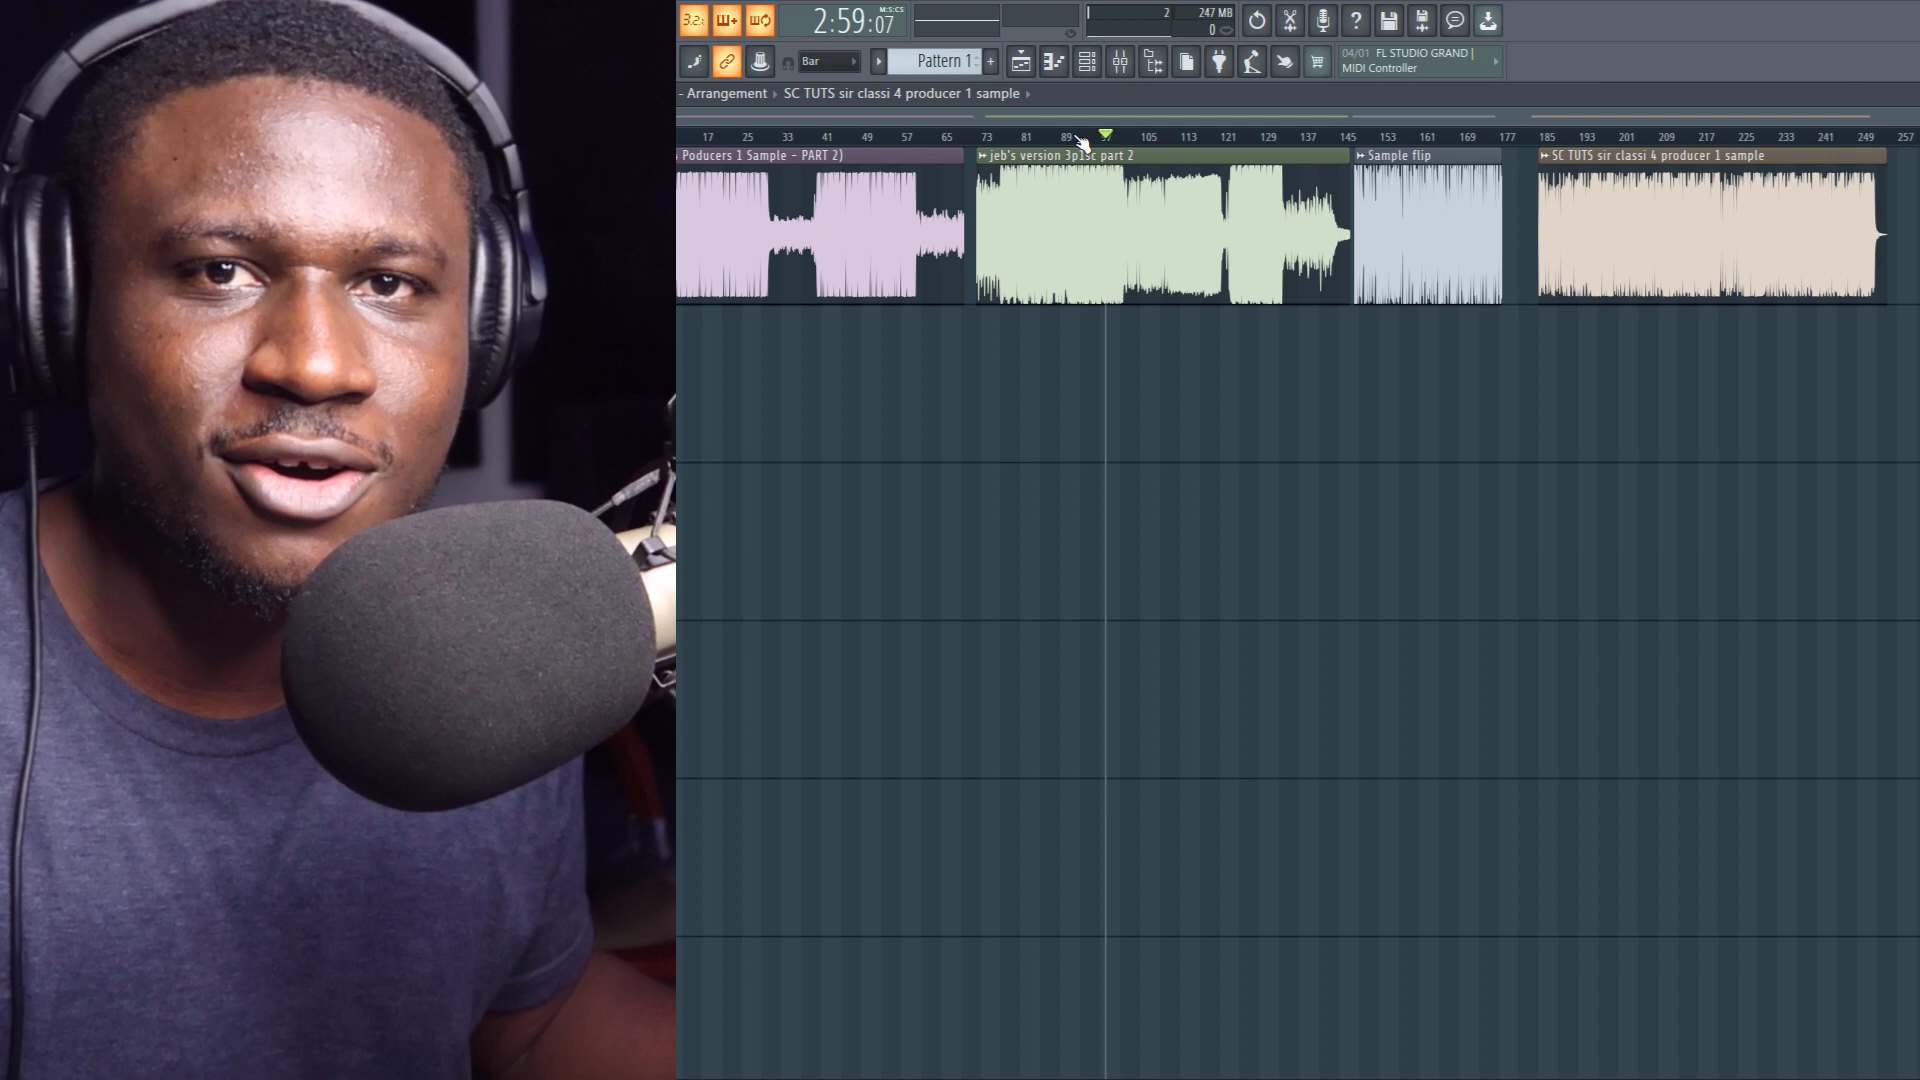 3.2.
2:59:07
M:S:CS
2
247 MB
0
Bar
Pattern 1
+
04/01 FL STUDIO GRAND |
MIDI Controller
- Arrangement ▸ SC TUTS sir classi 4 producer 1 sample ▸
17 25 33 41 49 57 65 73 81 89 97 105 113 121 129 137 145 153 161 169 177 185 193 201 209 217 225 233 241 249 257
Poducers 1 Sample - PART 2)
jeb's version 3p1sc part 2
Sample flip
SC TUTS sir classi 4 producer 1 sample